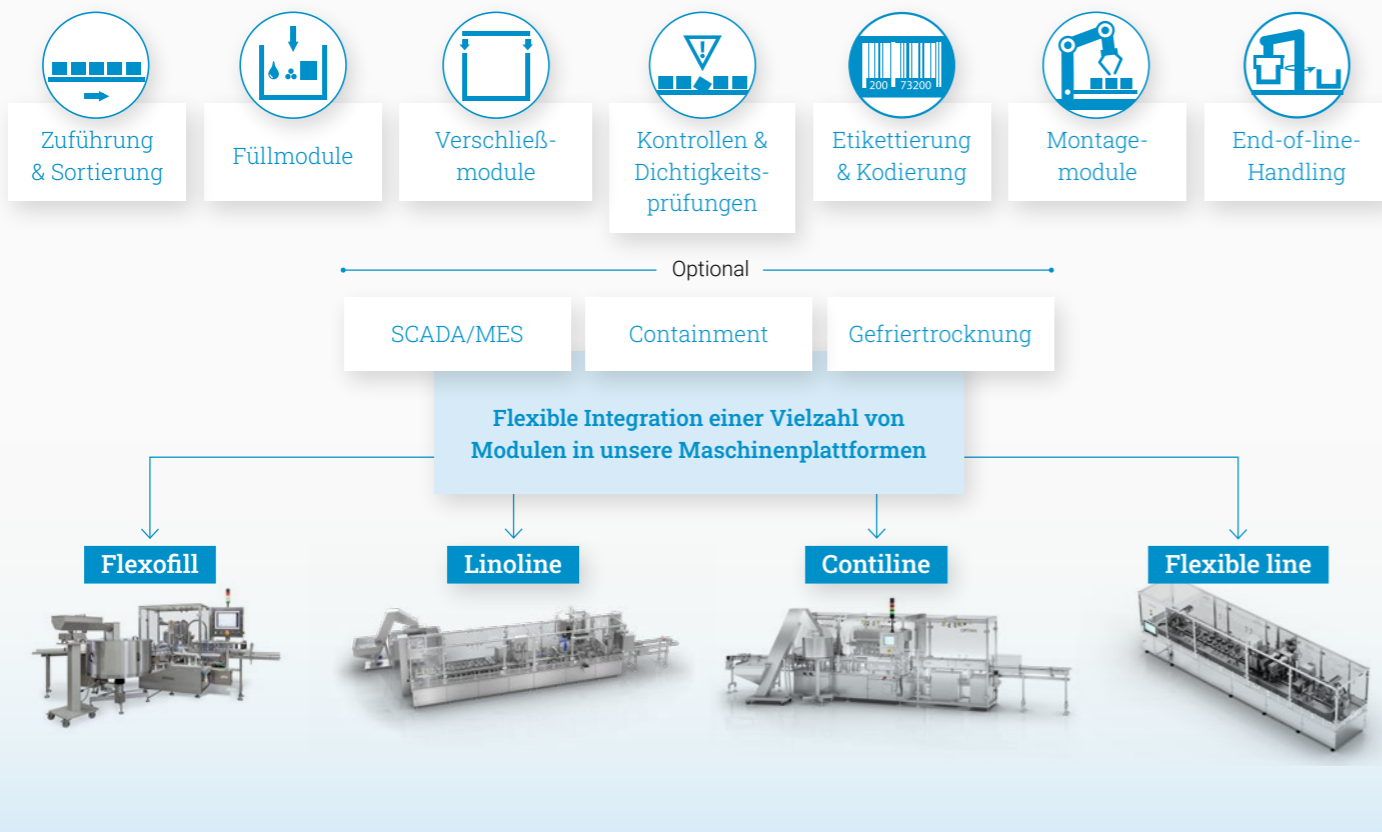 200 73200
Zuführung
& Sortierung
Füllmodule
Verschließ-
module
Kontrollen &
Dichtigkeits-
prüfungen
Etikettierung
& Kodierung
Montage-
module
End-of-line-
Handling
Optional
SCADA/MES
Containment
Gefriertrocknung
Flexible Integration einer Vielzahl von
Modulen in unsere Maschinenplattformen
Flexofill
Linoline
Contiline
Flexible line